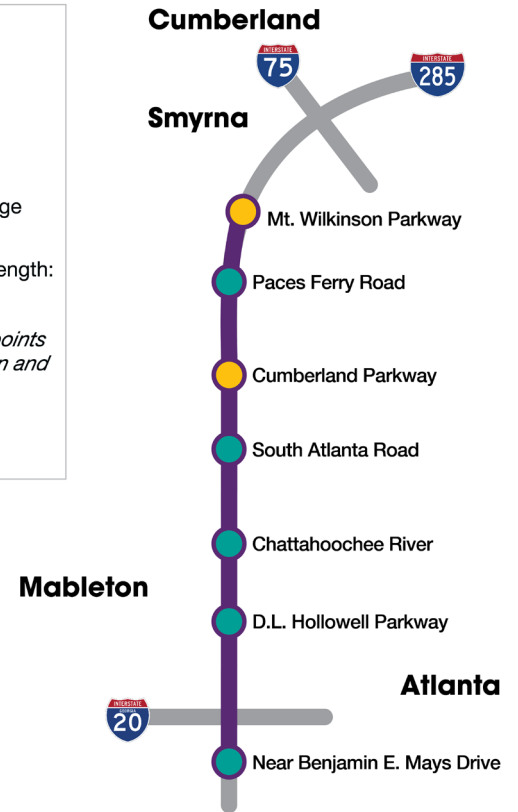 Cumberland
INTERSTATE
75
INTERSTATE
285
Smyrna
ge
ength:
oints
n and
Mt. Wilkinson Parkway
Paces Ferry Road
Cumberland Parkway
South Atlanta Road
Chattahoochee River
Mableton
D.L. Hollowell Parkway
Atlanta
INTERSTATE
GEORGIA
20
Near Benjamin E. Mays Drive